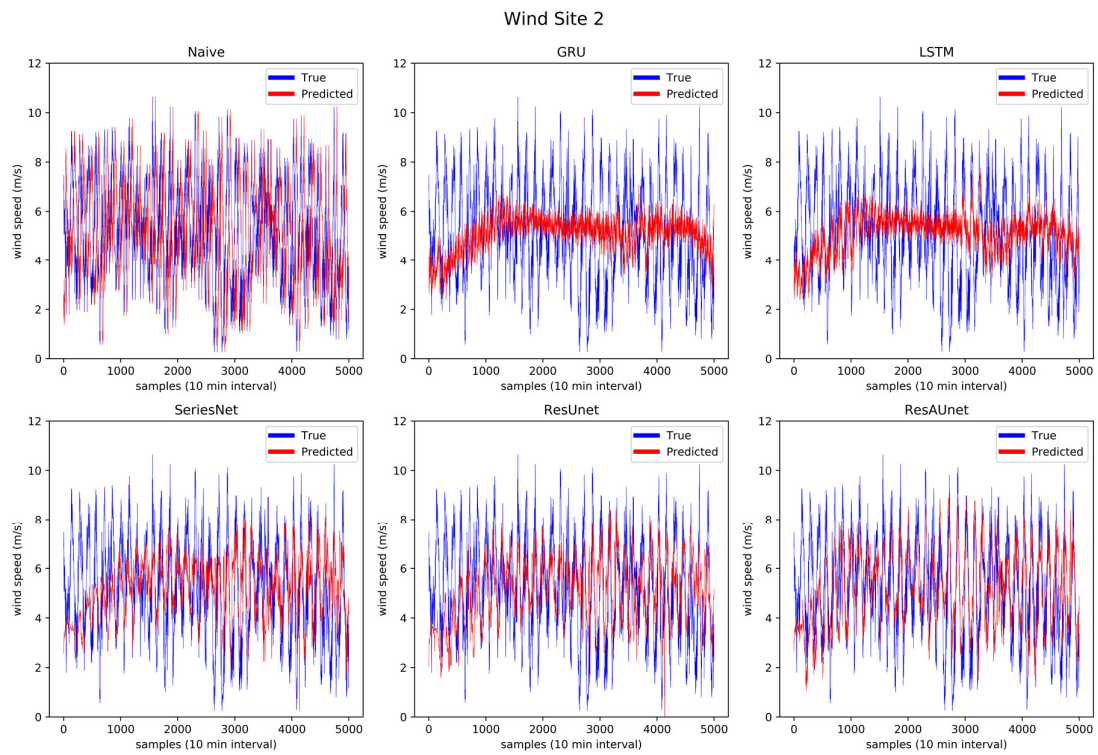 Wind Site 2
Naive
12
10
8
6
4
2
0
wind speed (m/s)
True
Predicted
0 1000 2000 3000 4000 5000
samples (10 min interval)
GRU
12
10
8
6
4
2
0
wind speed (m/s)
True
Predicted
0 1000 2000 3000 4000 5000
samples (10 min interval)
LSTM
12
10
8
6
4
2
0
wind speed (m/s)
True
Predicted
0 1000 2000 3000 4000 5000
samples (10 min interval)
SeriesNet
12
10
8
6
4
2
0
wind speed (m/s)
True
Predicted
0 1000 2000 3000 4000 5000
samples (10 min interval)
ResUnet
12
10
8
6
4
2
0
wind speed (m/s)
True
Predicted
0 1000 2000 3000 4000 5000
samples (10 min interval)
ResAUnet
12
10
8
6
4
2
0
wind speed (m/s)
True
Predicted
0 1000 2000 3000 4000 5000
samples (10 min interval)